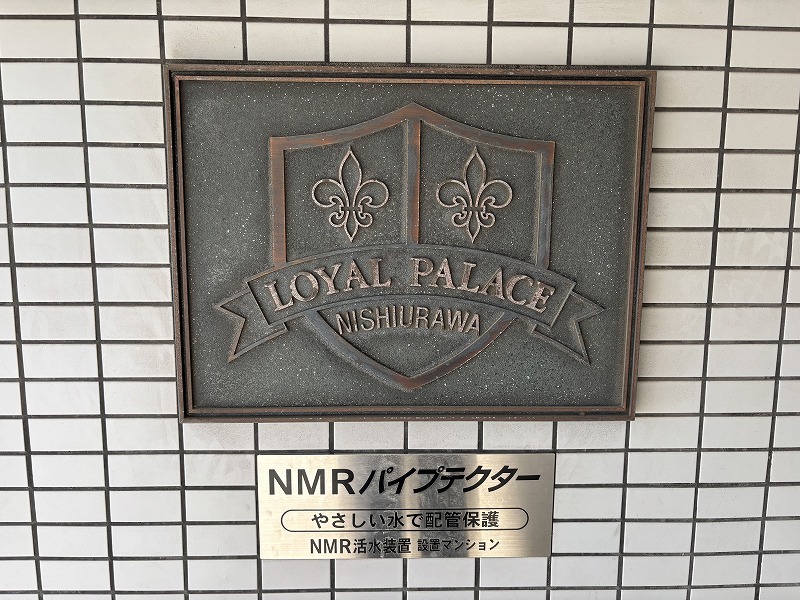 LOYAL PALACE
NISHIURAWA
NMRパイプテクター
やさしい水で配管保護
NMR活水装置 設置マンション